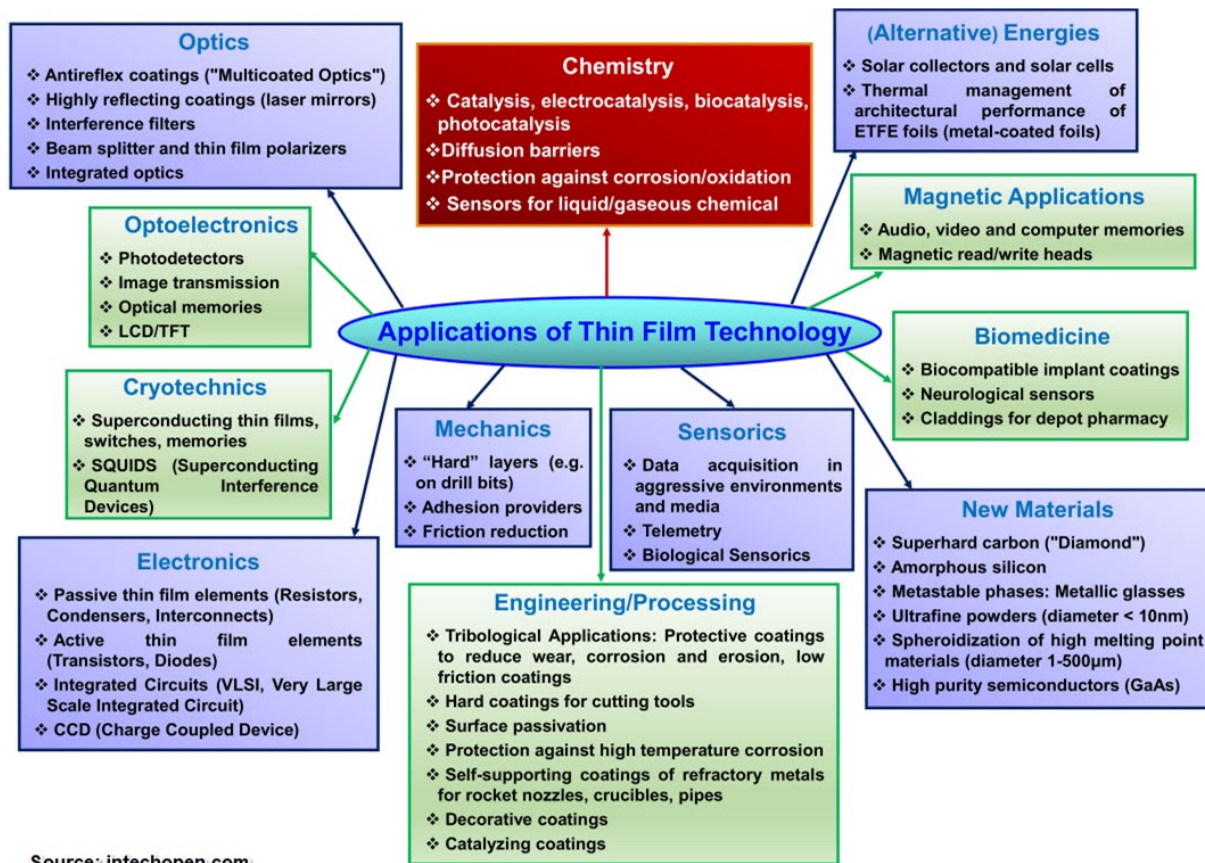 Optics
❖ Antireflex coatings ("Multicoated Optics")
❖ Highly reflecting coatings (laser mirrors)
❖ Interference filters
❖ Beam splitter and thin film polarizers
❖ Integrated optics
Chemistry
❖ Catalysis, electrocatalysis, biocatalysis,
photocatalysis
❖ Diffusion barriers
❖ Protection against corrosion/oxidation
❖ Sensors for liquid/gaseous chemical
(Alternative) Energies
❖ Solar collectors and solar cells
❖ Thermal management of
architectural performance of
ETFE foils (metal-coated foils)
Optoelectronics
❖ Photodetectors
❖ Image transmission
❖ Optical memories
❖ LCD/TFT
Magnetic Applications
❖ Audio, video and computer memories
❖ Magnetic read/write heads
Applications of Thin Film Technology
Cryotechnics
❖ Superconducting thin films,
switches, memories
❖ SQUIDS (Superconducting
Quantum Interference
Devices)
Mechanics
❖ “Hard” layers (e.g.
on drill bits)
❖ Adhesion providers
❖ Friction reduction
Sensorics
❖ Data acquisition in
aggressive environments
and media
❖ Telemetry
❖ Biological Sensorics
Biomedicine
❖ Biocompatible implant coatings
❖ Neurological sensors
❖ Claddings for depot pharmacy
Electronics
❖ Passive thin film elements (Resistors,
Condensers, Interconnects)
❖ Active thin film elements
(Transistors, Diodes)
❖ Integrated Circuits (VLSI, Very Large
Scale Integrated Circuit)
❖ CCD (Charge Coupled Device)
Engineering/Processing
❖ Tribological Applications: Protective coatings
to reduce wear, corrosion and erosion, low
friction coatings
❖ Hard coatings for cutting tools
❖ Surface passivation
❖ Protection against high temperature corrosion
❖ Self-supporting coatings of refractory metals
for rocket nozzles, crucibles, pipes
❖ Decorative coatings
❖ Catalyzing coatings
New Materials
❖ Superhard carbon ("Diamond")
❖ Amorphous silicon
❖ Metastable phases: Metallic glasses
❖ Ultrafine powders (diameter < 10nm)
❖ Spheroidization of high melting point
materials (diameter 1-500µm)
❖ High purity semiconductors (GaAs)
Source: intechopen.com